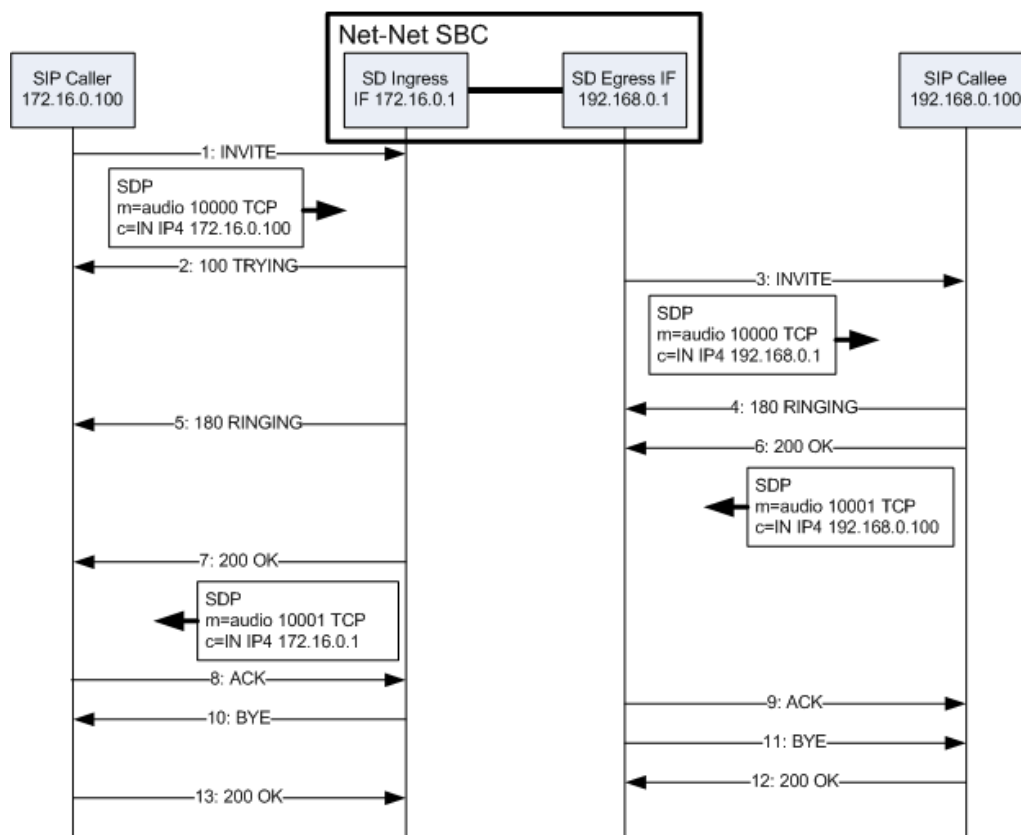 Net-Net SBC
SIP Caller
172.16.0.100
SD Ingress
IF 172.16.0.1
SD Egress IF
192.168.0.1
SIP Callee
192.168.0.100
1: INVITE
SDP
m=audio 10000 TCP
c=IN IP4 172.16.0.100
2: 100 TRYING
3: INVITE
SDP
m=audio 10000 TCP
c=IN IP4 192.168.0.1
4: 180 RINGING
5: 180 RINGING
6: 200 OK
SDP
m=audio 10001 TCP
c=IN IP4 192.168.0.100
7: 200 OK
SDP
m=audio 10001 TCP
c=IN IP4 172.16.0.1
8: ACK
9: ACK
10: BYE
11: BYE
12: 200 OK
13: 200 OK